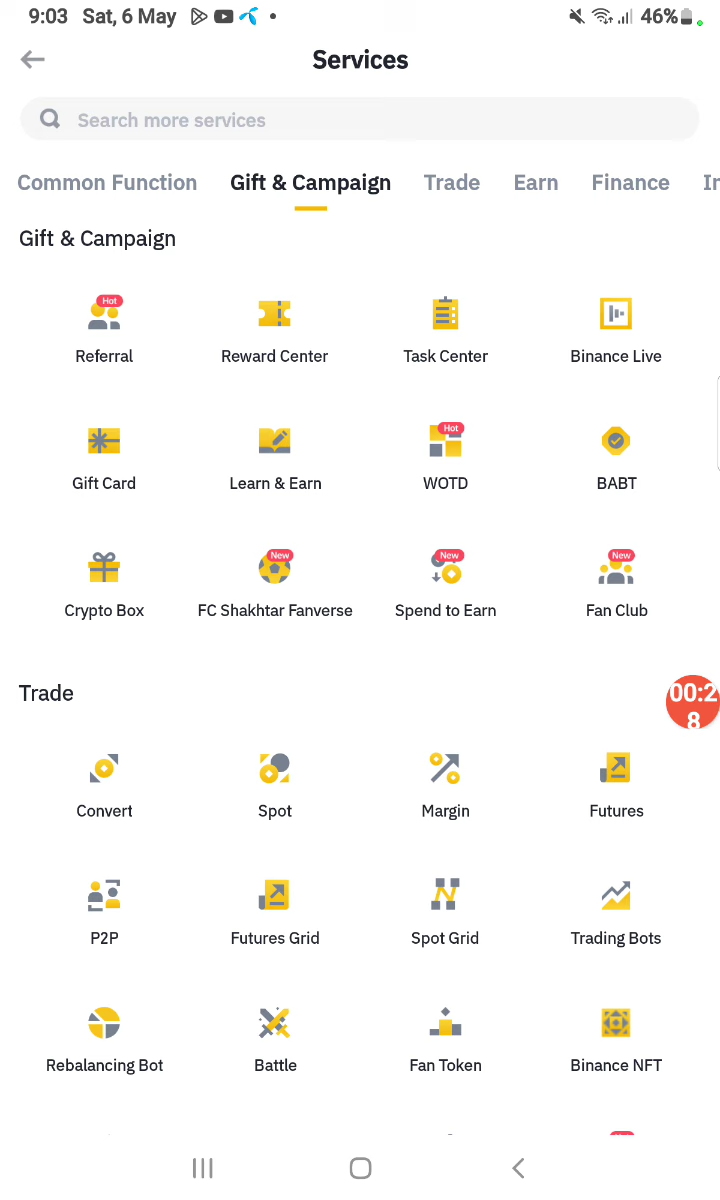 9:03 Sat, 6 May 46%
Services
Search more services
Common Function Gift & Campaign Trade Earn Finance
Gift & Campaign
Hot
Referral Reward Center Task Center Binance Live
Hot
Gift Card Learn & Earn WOTD BABT
New New New
Crypto Box FC Shakhtar Fanverse Spend to Earn Fan Club
Trade
00:2
8
Convert Spot Margin Futures
P2P Futures Grid Spot Grid Trading Bots
Rebalancing Bot Battle Fan Token Binance NFT